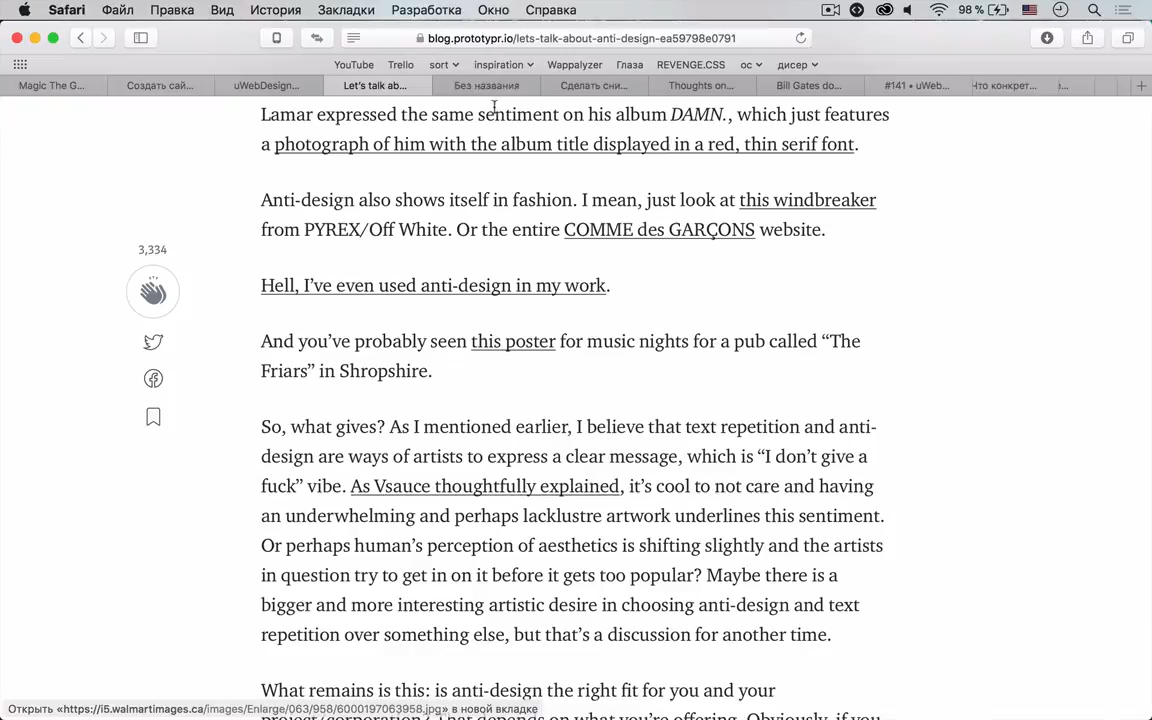 Safari Файл Правка Вид История Закладки Разработка Окно Справка 98 %
blog.prototypr.io/lets-talk-about-anti-design-ea59798e0791
YouTube Trello sort inspiration Wappalyzer Глаза REVENGE.CSS ос дисер
Magic The G... Создать сай... uWebDesign... Let's talk ab... Без названия Сделать сни... Thoughts on... Bill Gates do... #141 • uWeb... Что конкрет...
Lamar expressed the same sentiment on his album DAMN., which just features
a photograph of him with the album title displayed in a red, thin serif font.
Anti-design also shows itself in fashion. I mean, just look at this windbreaker
from PYREX/Off White. Or the entire COMME des GARÇONS website.
3,334
Hell, I've even used anti-design in my work.
And you've probably seen this poster for music nights for a pub called “The
Friars” in Shropshire.
So, what gives? As I mentioned earlier, I believe that text repetition and anti-
design are ways of artists to express a clear message, which is “I don't give a
fuck” vibe. As Vsauce thoughtfully explained, it's cool to not care and having
an underwhelming and perhaps lacklustre artwork underlines this sentiment.
Or perhaps human's perception of aesthetics is shifting slightly and the artists
in question try to get in on it before it gets too popular? Maybe there is a
bigger and more interesting artistic desire in choosing anti-design and text
repetition over something else, but that's a discussion for another time.
What remains is this: is anti-design the right fit for you and your
project/corporation? That depends on what you're offering. Obviously, if you
Открыть «https://i5.walmartimages.ca/images/Enlarge/063/958/6000197063958.jpg» в новой вкладке